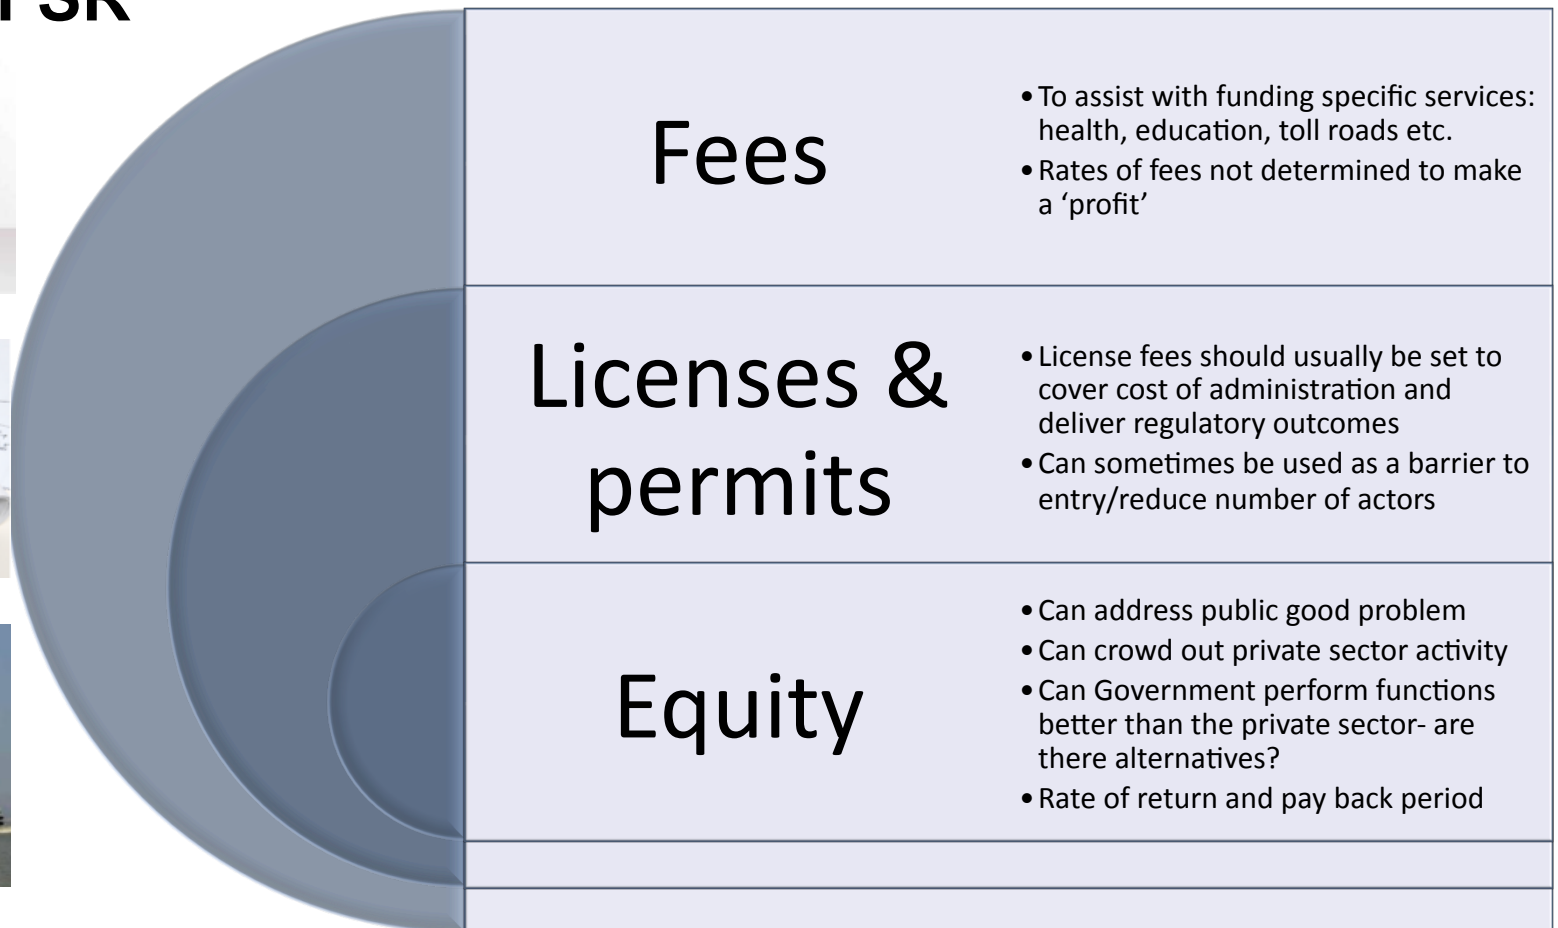 Fees
• To assist with funding specific services:
health, education, toll roads etc.
• Rates of fees not determined to make
a ‘profit’
Licenses &
permits
• License fees should usually be set to
cover cost of administration and
deliver regulatory outcomes
• Can sometimes be used as a barrier to
entry/reduce number of actors
Equity
• Can address public good problem
• Can crowd out private sector activity
• Can Government perform functions
better than the private sector- are
there alternatives?
• Rate of return and pay back period